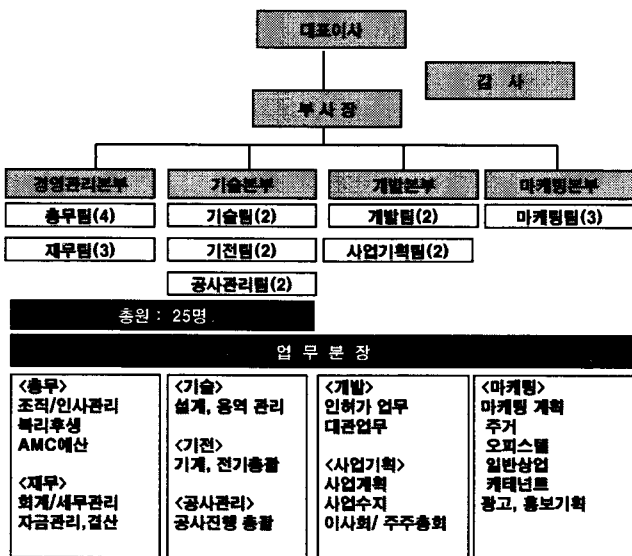 대표이사
감 사
부사장
경영관리본부
기술본부
개발본부
마케팅본부
총무팀(4)
기술팀(2)
개발팀(2)
마케팅팀(3)
재무팀(3)
기전팀(2)
사업기획팀(2)
공사관리팀(2)
총원 : 25명
업 무 분 장
<총무>
조직/인사관리
복리후생
AMC예산
<재무>
회계/세무관리
자금관리,결산
<기술>
설계, 용역 관리
<기전>
기계, 전기총괄
<공사관리>
공사진행 총괄
<개발>
인허가 업무
대관업무
<사업기획>
사업계획
사업수지
이사회/ 주주총회
<마케팅>
마케팅 계획
주거
오피스텔
일반상업
캐테넌트
광고, 홍보기획